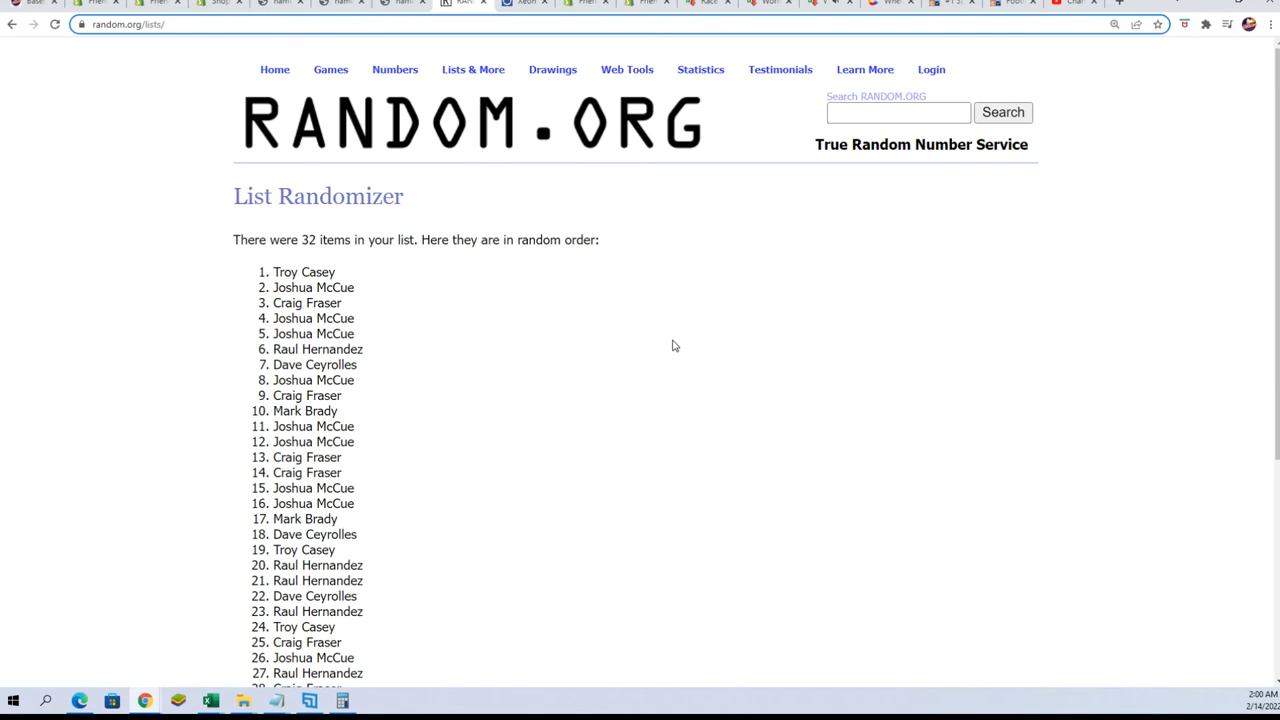 random.org/lists/
Home Games Numbers Lists & More Drawings Web Tools Statistics Testimonials Learn More Login
RANDOM.ORG
Search RANDOM.ORG
Search
True Random Number Service
List Randomizer
There were 32 items in your list. Here they are in random order:
1. Troy Casey
2. Joshua McCue
3. Craig Fraser
4. Joshua McCue
5. Joshua McCue
6. Raul Hernandez
7. Dave Ceyrolles
8. Joshua McCue
9. Craig Fraser
10. Mark Brady
11. Joshua McCue
12. Joshua McCue
13. Craig Fraser
14. Craig Fraser
15. Joshua McCue
16. Joshua McCue
17. Mark Brady
18. Dave Ceyrolles
19. Troy Casey
20. Raul Hernandez
21. Raul Hernandez
22. Dave Ceyrolles
23. Raul Hernandez
24. Troy Casey
25. Craig Fraser
26. Joshua McCue
27. Raul Hernandez
28. Craig Fraser
2:00 AM